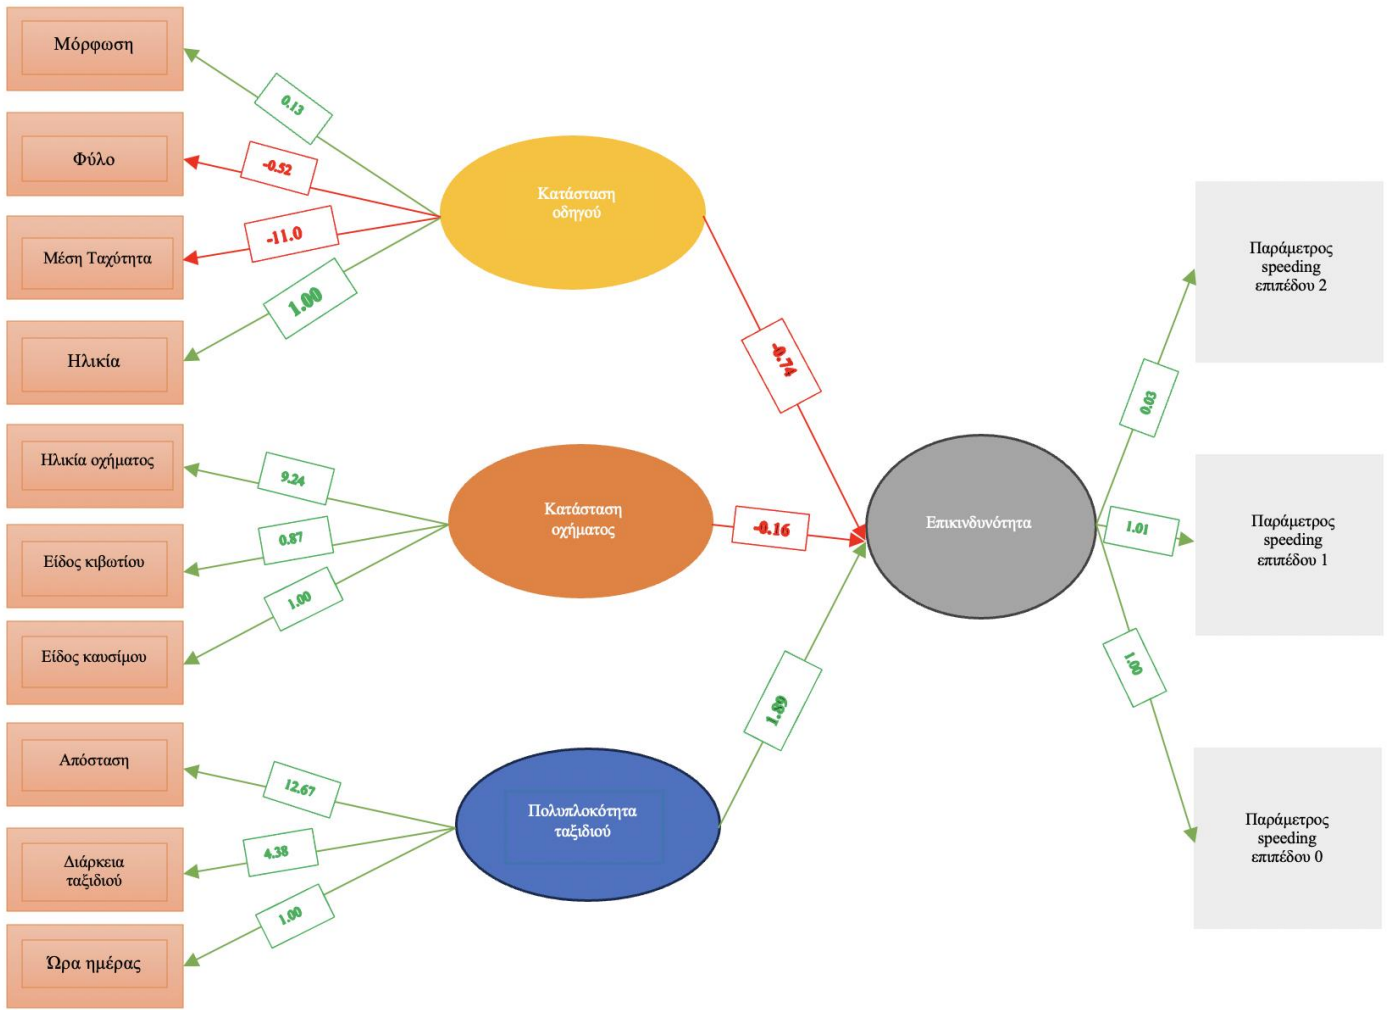 Μόρφωση
0.13
Φύλο
-0.52
Μέση Ταχύτητα
-11.0
Ηλικία
1.00
Κατάσταση
οδηγού
-0.74
Ηλικία οχήματος
9.24
Είδος κιβωτίου
0.87
Είδος καυσίμου
1.00
Κατάσταση
οχήματος
-0.16
Απόσταση
12.67
Διάρκεια
ταξιδιού
4.38
Ώρα ημέρας
1.00
Πολυπλοκότητα
ταξιδιού
1.89
Επικινδυνότητα
0.03
Παράμετρος
speeding
επιπέδου 2
1.01
Παράμετρος
speeding
επιπέδου 1
1.00
Παράμετρος
speeding
επιπέδου 0